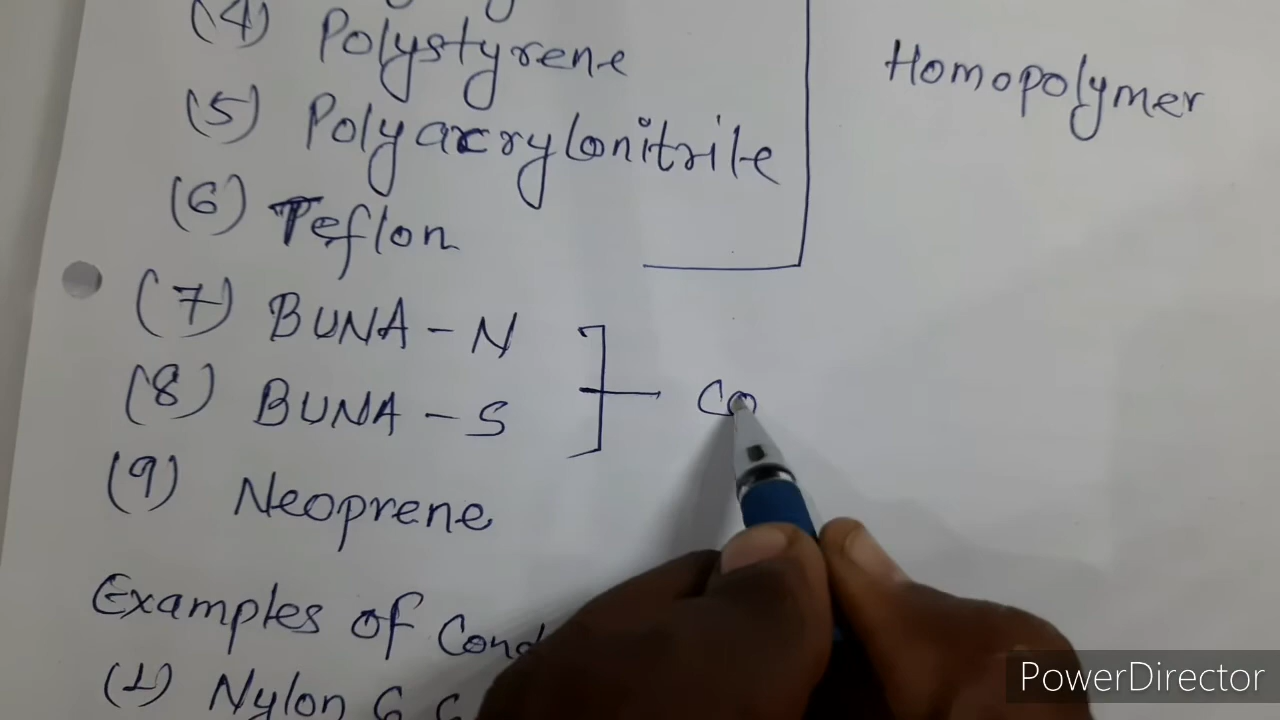 (4) Polystyrene
Homopolymer
(5) Polyacrylonitrile
(6) Teflon
(7) BUNA - N
(8) BUNA - S
Co
(9) Neoprene
Examples of Cond
(1) Nylon 6
PowerDirector